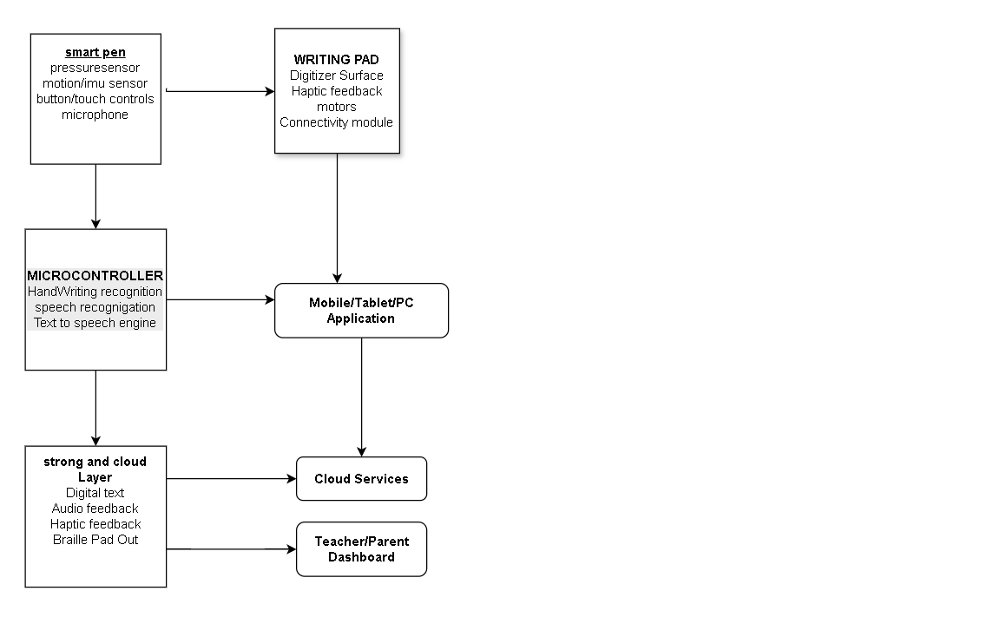 smart pen
pressuresensor
motion/imu sensor
button/touch controls
microphone
WRITING PAD
Digitizer Surface
Haptic feedback
motors
Connectivity module
MICROCONTROLLER
HandWriting recognition
speech recognigation
Text to speech engine
Mobile/Tablet/PC
Application
strong and cloud
Layer
Digital text
Audio feedback
Haptic feedback
Braille Pad Out
Cloud Services
Teacher/Parent
Dashboard